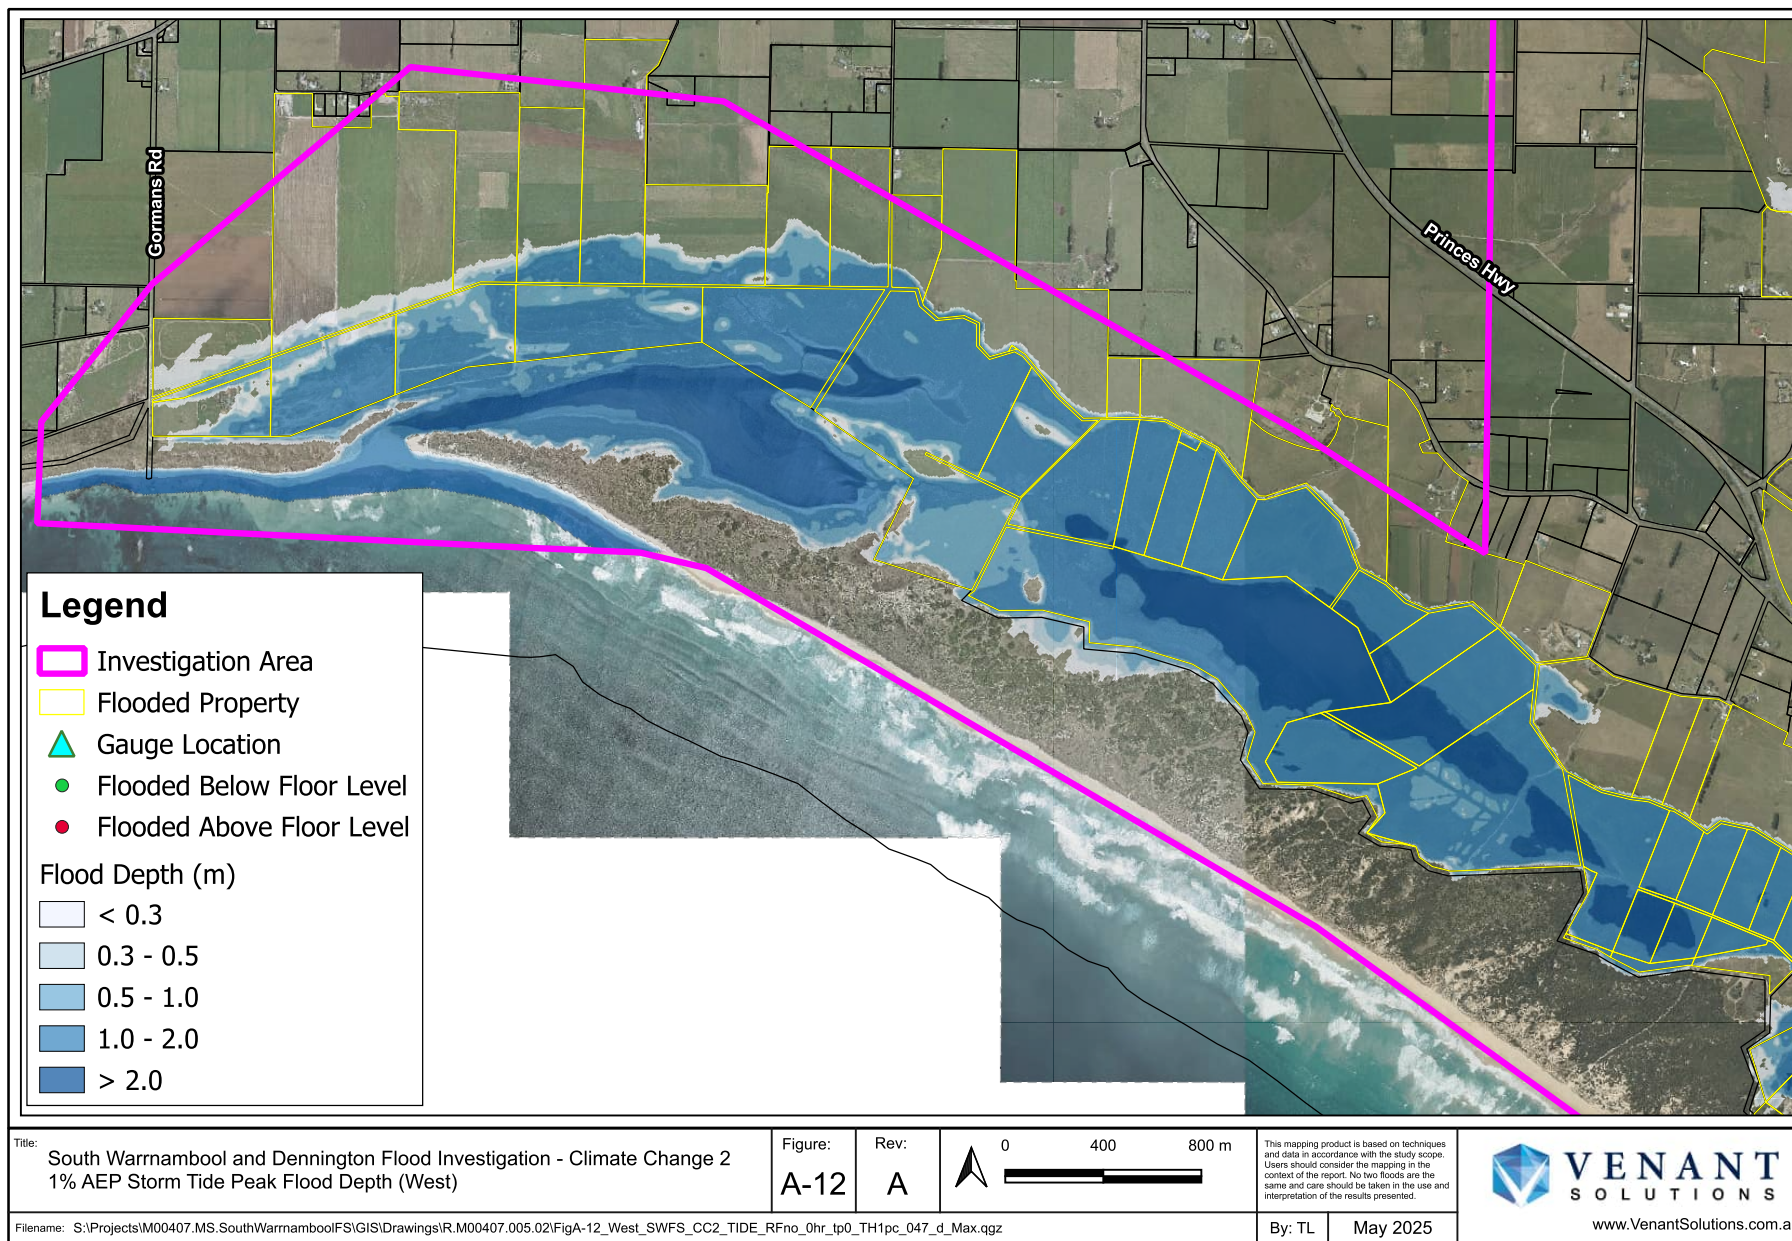 Gormans Rd
Princes Hwy
Legend
Investigation Area
Flooded Property
Gauge Location
Flooded Below Floor Level
Flooded Above Floor Level
Flood Depth (m)
< 0.3
0.3 - 0.5
0.5 - 1.0
1.0 - 2.0
> 2.0
Title:
South Warrnambool and Dennington Flood Investigation - Climate Change 2
1% AEP Storm Tide Peak Flood Depth (West)
Figure:
A-12
Rev:
A
0 400 800 m
This mapping product is based on techniques
and data in accordance with the study scope.
Users should consider the mapping in the
context of the report. No two floods are the
same and care should be taken in the use and
interpretation of the results presented.
VENANT
SOLUTIONS
www.VenantSolutions.com.a
Filename: S:\Projects\M00407.MS.SouthWarrnamboolFS\GIS\Drawings\R.M00407.005.02\FigA-12_West_SWFS_CC2_TIDE_RFno_0hr_tp0_TH1pc_047_d_Max.qgz
By: TL
May 2025